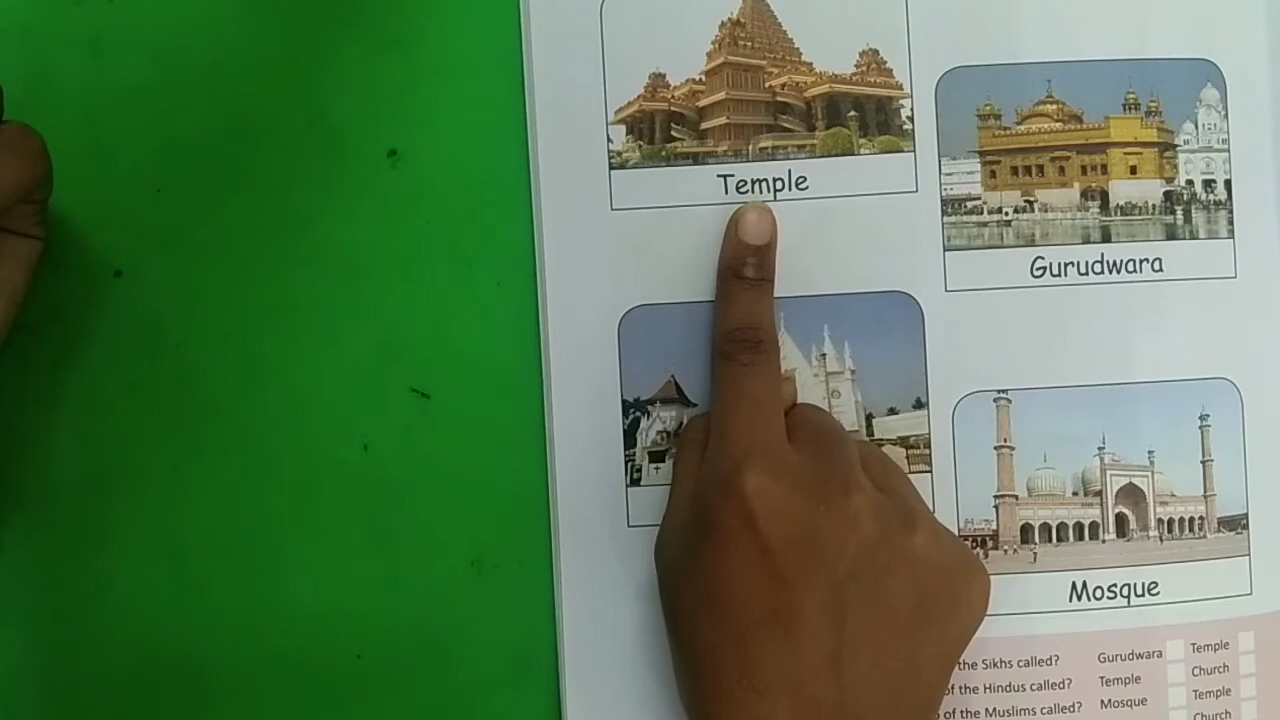 Temple
Gurudwara
Mosque
the Sikhs called? Gurudwara Temple
of the Hindus called? Temple Church
of the Muslims called? Mosque Temple
Church